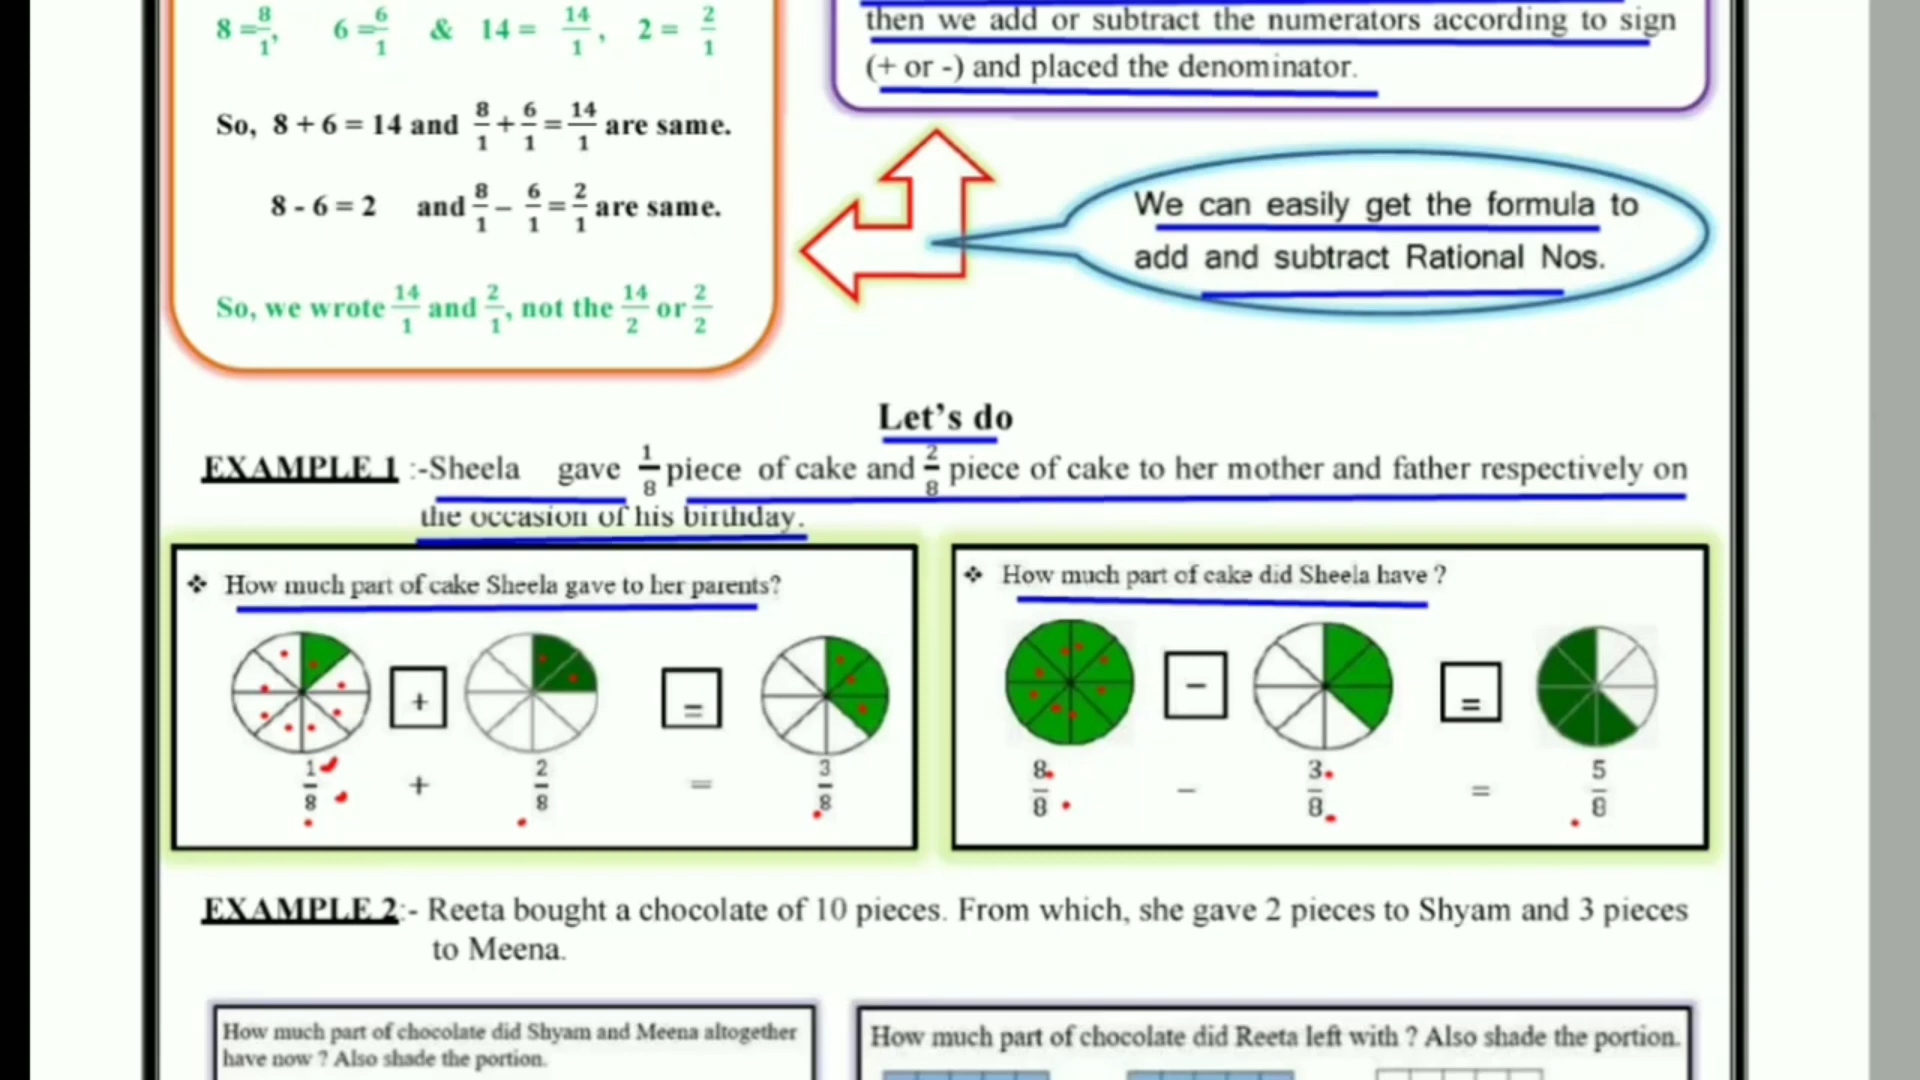 8 = 8/1, 6 = 6/1 & 14 = 14/1, 2 = 2/1
So, 8 + 6 = 14 and 8/1 + 6/1 = 14/1 are same.
8 - 6 = 2 and 8/1 - 6/1 = 2/1 are same.
So, we wrote 14/1 and 2/1, not the 14/2 or 2/2
then we add or subtract the numerators according to sign
(+ or -) and placed the denominator.
We can easily get the formula to
add and subtract Rational Nos.
Let's do
EXAMPLE 1 :-Sheela gave 1/8 piece of cake and 2/8 piece of cake to her mother and father respectively on
the occasion of his birthday.
❖ How much part of cake Sheela gave to her parents?
+ =
1/8 + 2/8 = 3/8
❖ How much part of cake did Sheela have ?
- =
8/8 - 3/8 = 5/8
EXAMPLE 2:- Reeta bought a chocolate of 10 pieces. From which, she gave 2 pieces to Shyam and 3 pieces
to Meena.
How much part of chocolate did Shyam and Meena altogether
have now ? Also shade the portion.
How much part of chocolate did Reeta left with ? Also shade the portion.